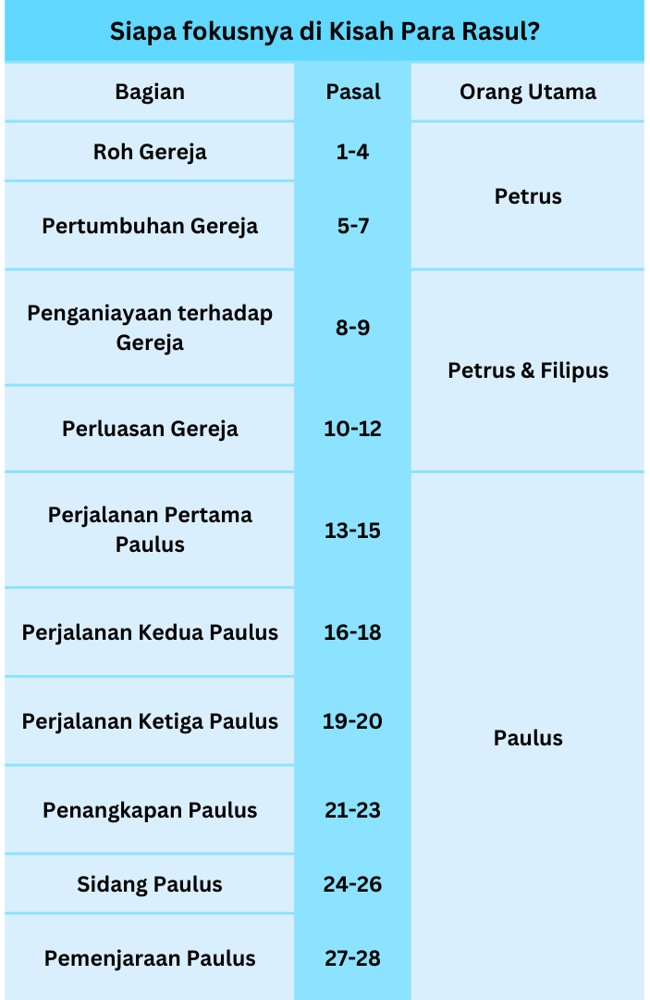 Siapa fokusnya di Kisah Para Rasul?
Bagian
Pasal
Orang Utama
Roh Gereja
1-4
Petrus
Pertumbuhan Gereja
5-7
Penganiayaan terhadap
Gereja
8-9
Petrus & Filipus
Perluasan Gereja
10-12
Perjalanan Pertama
Paulus
13-15
Paulus
Perjalanan Kedua Paulus
16-18
Perjalanan Ketiga Paulus
19-20
Penangkapan Paulus
21-23
Sidang Paulus
24-26
Pemenjaraan Paulus
27-28